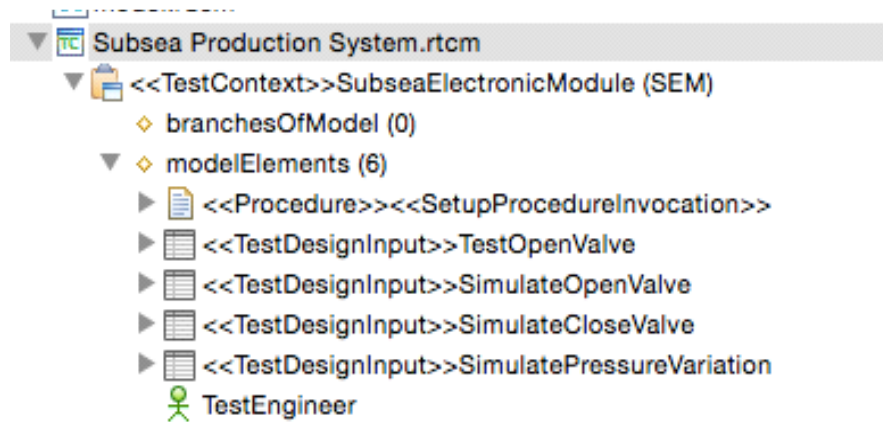 TC Subsea Production System.rtcm
<<TestContext>>SubseaElectronicModule (SEM)
branchesOfModel (0)
modelElements (6)
<<Procedure>><<SetupProcedureInvocation>>
<<TestDesignInput>>TestOpenValve
<<TestDesignInput>>SimulateOpenValve
<<TestDesignInput>>SimulateCloseValve
<<TestDesignInput>>SimulatePressureVariation
TestEngineer